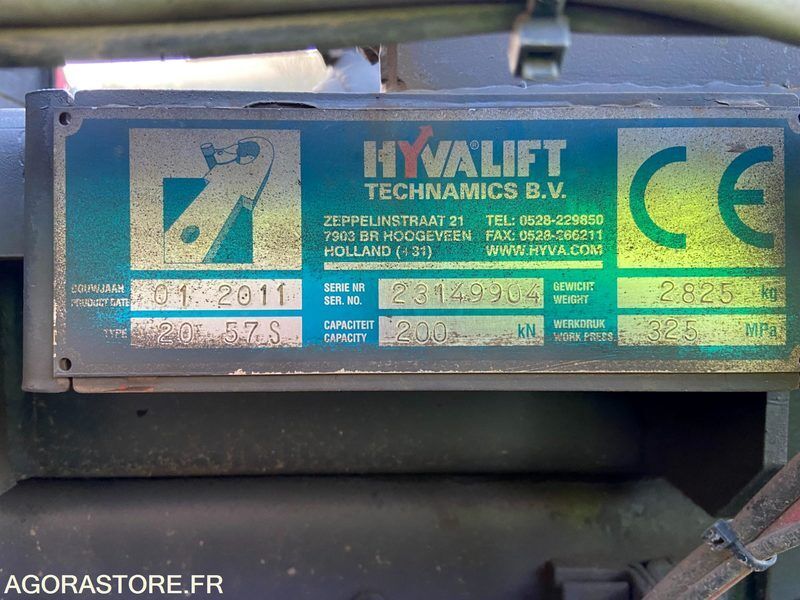 HYVALIFT®
TECHNAMICS B.V.
ZEPPELINSTRAAT 21 TEL: 0528-229850
7903 BR HOOGEVEEN FAX: 0528-266211
HOLLAND (+31) WWW.HYVA.COM
CE
BOUWJAAR
PRODUCT DATE 01 2011
SERIE NR
SER. NO. 23149904
GEWICHT
WEIGHT 2825 kg
TYPE 20 57.S
CAPACITEIT
CAPACITY 200 kN
WERKDRUK
WORK PRESS. 325 MPa
AGORASTORE.FR